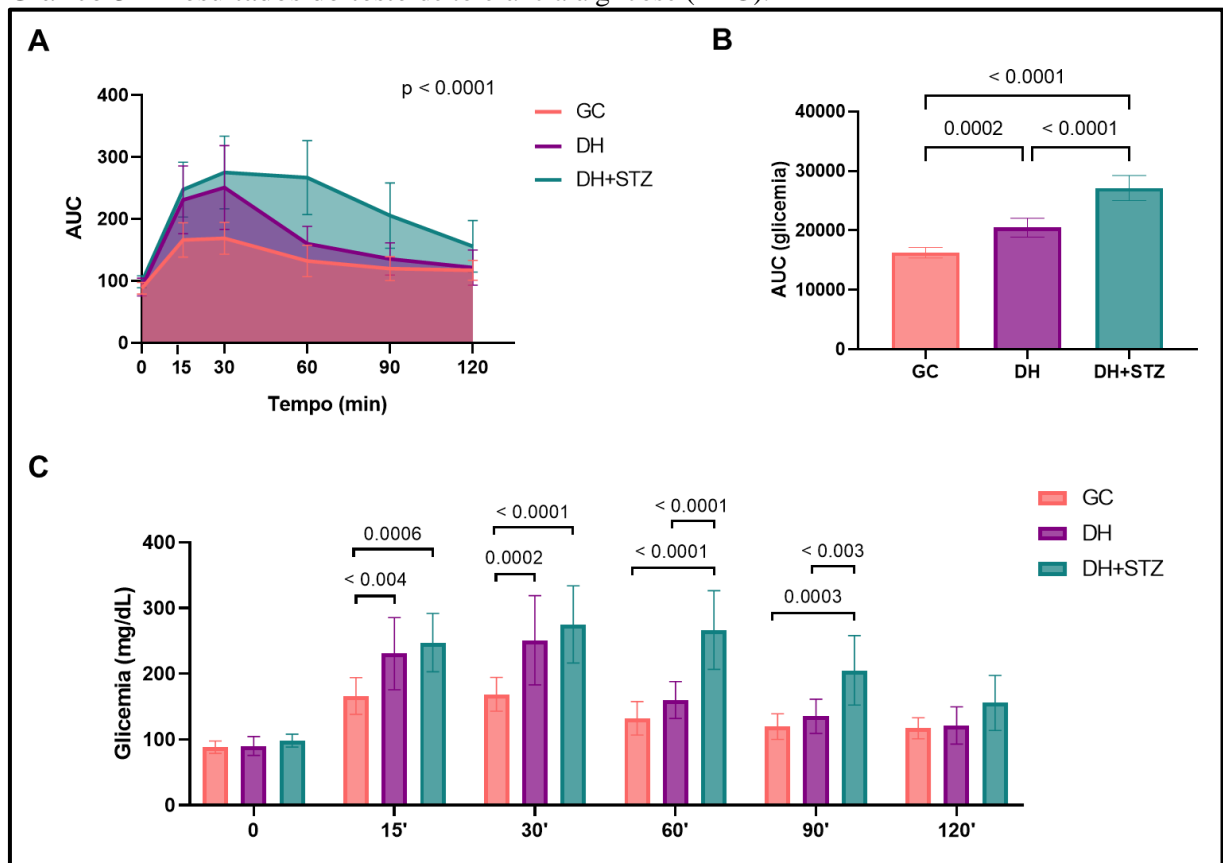 A
p < 0.0001
400
300
200
100
0
AUC
0 15 30 60 90 120
Tempo (min)
GC
DH
DH+STZ
B
< 0.0001
0.0002 < 0.0001
40000
30000
20000
10000
0
AUC (glicemia)
GC DH DH+STZ
C
GC
DH
DH+STZ
0.0006
< 0.004
< 0.0001
0.0002
< 0.0001
< 0.0001
< 0.003
0.0003
400
300
200
100
0
Glicemia (mg/dL)
0 15' 30' 60' 90' 120'